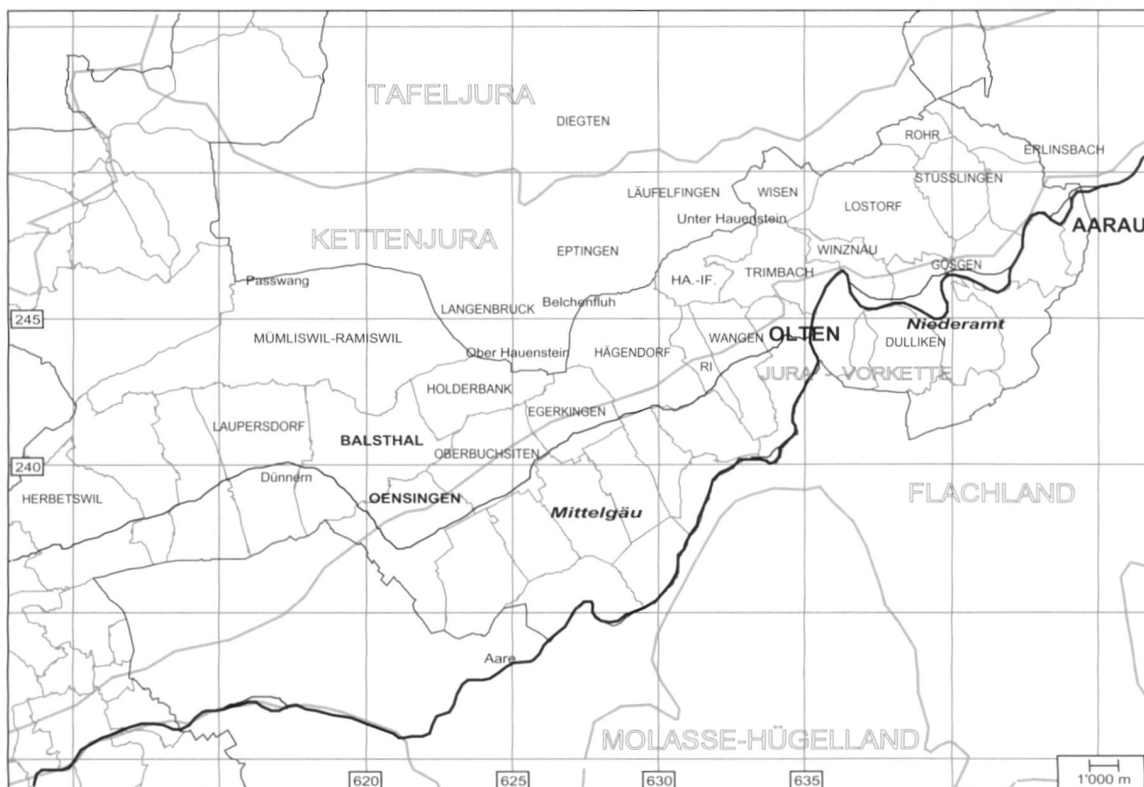 TAFELJURA
DIEGTEN
ROHR
ERLINSBACH
STÜSSLINGEN
LÄUFELFINGEN
WISEN
LOSTORF
Unter Hauenstein
AARAU
KETTENJURA
EPTINGEN
WINZNAU
GÖSGEN
HA.-IF.
TRIMBACH
Passwang
Belchenfluh
LANGENBRUCK
245
Niederamt
MÜMLISWIL-RAMISWIL
WANGEN
OLTEN
DULLIKEN
Ober Hauenstein
HÄGENDORF
RI
JURA - VORKETTE
HOLDERBANK
EGERKINGEN
LAUPERSDORF
BALSTHAL
OBERBUCHSITEN
240
Dünnern
HERBETSWIL
OENSINGEN
FLACHLAND
Mittelgäu
Aare
MOLASSE-HÜGELLAND
620
625
630
635
1'000 m